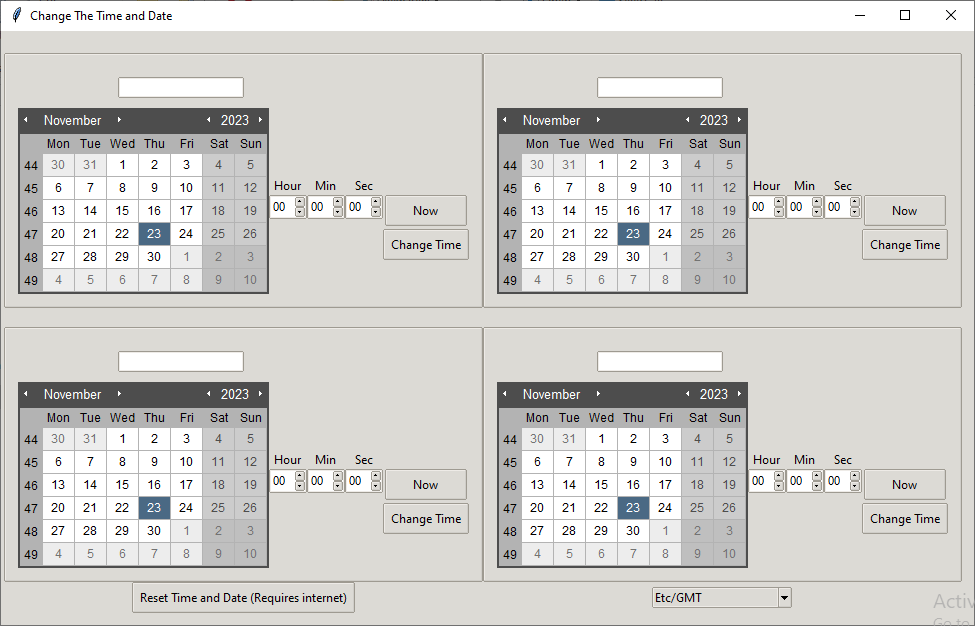 Change The Time and Date
November 2023 November 2023
Mon Tue Wed Thu Fri Sat Sun Mon Tue Wed Thu Fri Sat Sun
44 30 31 1 2 3 4 5 44 30 31 1 2 3 4 5
45 6 7 8 9 10 11 12 Hour Min Sec 45 6 7 8 9 10 11 12 Hour Min Sec
46 13 14 15 16 17 18 19 00 00 00 Now 46 13 14 15 16 17 18 19 00 00 00 Now
47 20 21 22 23 24 25 26 47 20 21 22 23 24 25 26
Change Time Change Time
48 27 28 29 30 1 2 3 48 27 28 29 30 1 2 3
49 4 5 6 7 8 9 10 49 4 5 6 7 8 9 10
November 2023 November 2023
Mon Tue Wed Thu Fri Sat Sun Mon Tue Wed Thu Fri Sat Sun
44 30 31 1 2 3 4 5 44 30 31 1 2 3 4 5
45 6 7 8 9 10 11 12 Hour Min Sec 45 6 7 8 9 10 11 12 Hour Min Sec
46 13 14 15 16 17 18 19 00 00 00 Now 46 13 14 15 16 17 18 19 00 00 00 Now
47 20 21 22 23 24 25 26 47 20 21 22 23 24 25 26
Change Time Change Time
48 27 28 29 30 1 2 3 48 27 28 29 30 1 2 3
49 4 5 6 7 8 9 10 49 4 5 6 7 8 9 10
Reset Time and Date (Requires internet) Etc/GMT
Activ
Go to